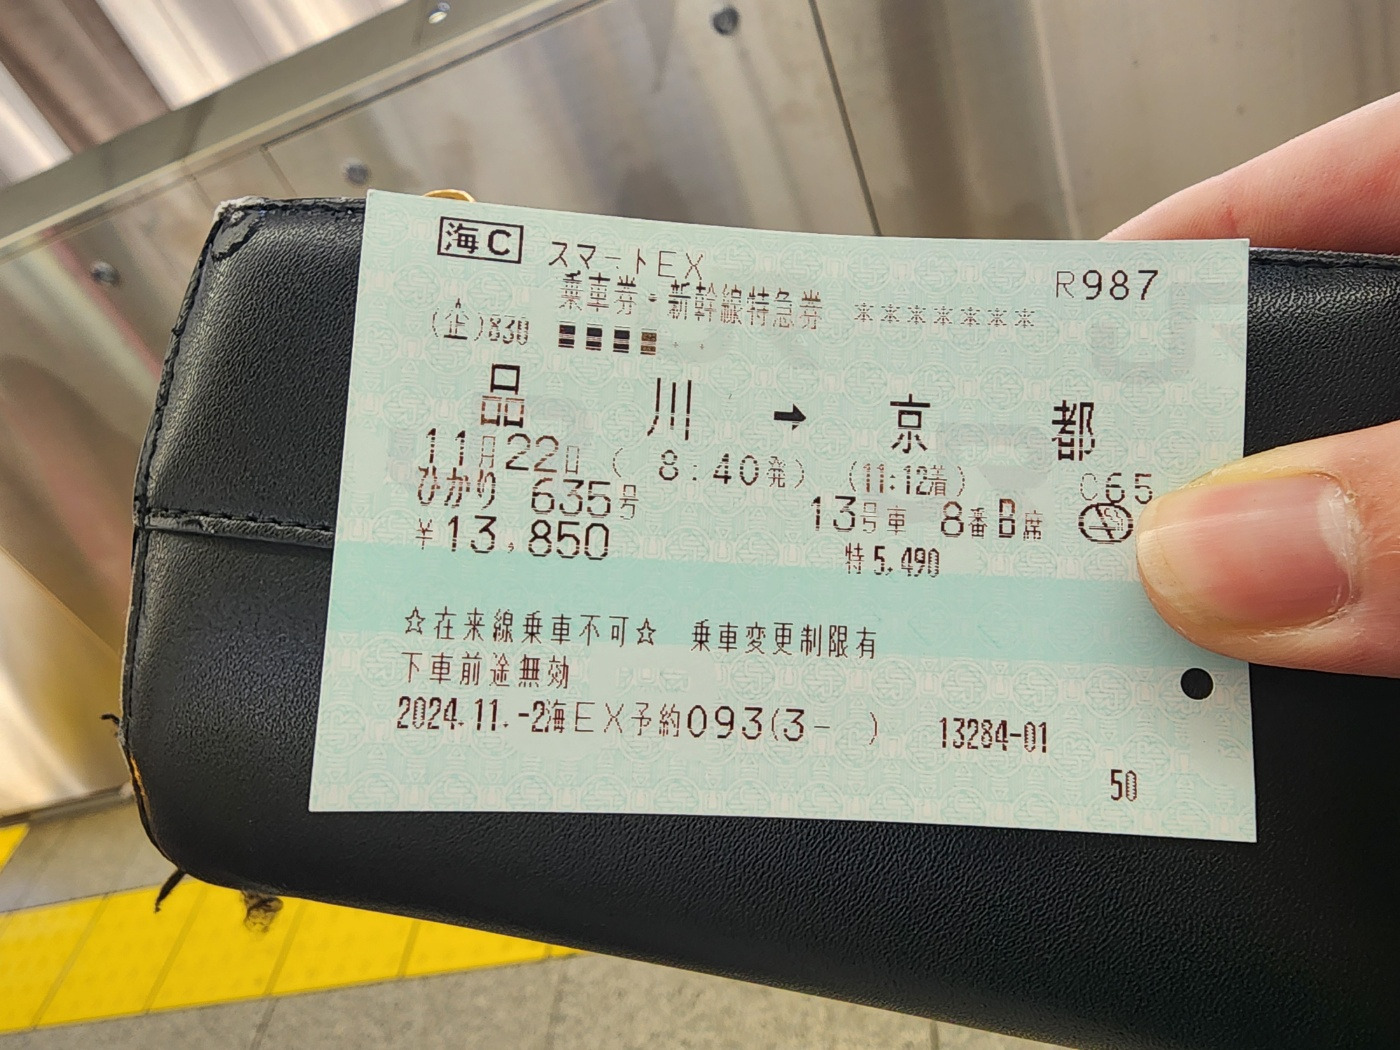 海C スマートEX R987
乗車券・新幹線特急券 *******
(企)830
品川 → 京都
11月22日 ( 8:40発) (11:12着) C65
ひかり 635号 13号車 8番B席
¥13,850 特5,490
☆在来線乗車不可☆ 乗車変更制限有
下車前途無効
2024.11.-2海EX予約093(3- ) 13284-01
50